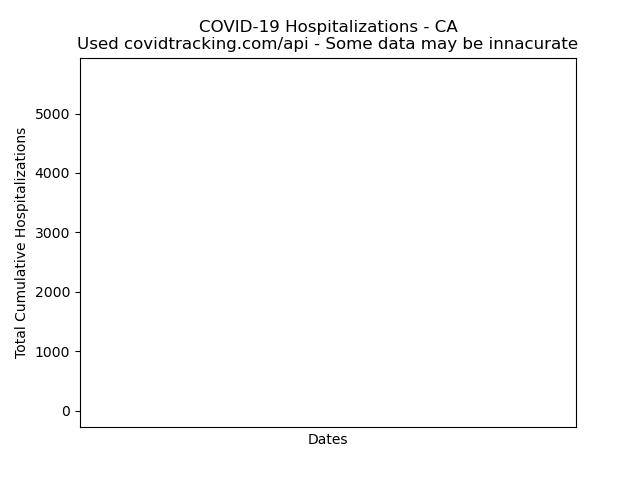 COVID-19 Hospitalizations - CA
Used covidtracking.com/api - Some data may be innacurate
Total Cumulative Hospitalizations
5000
4000
3000
2000
1000
0
Dates